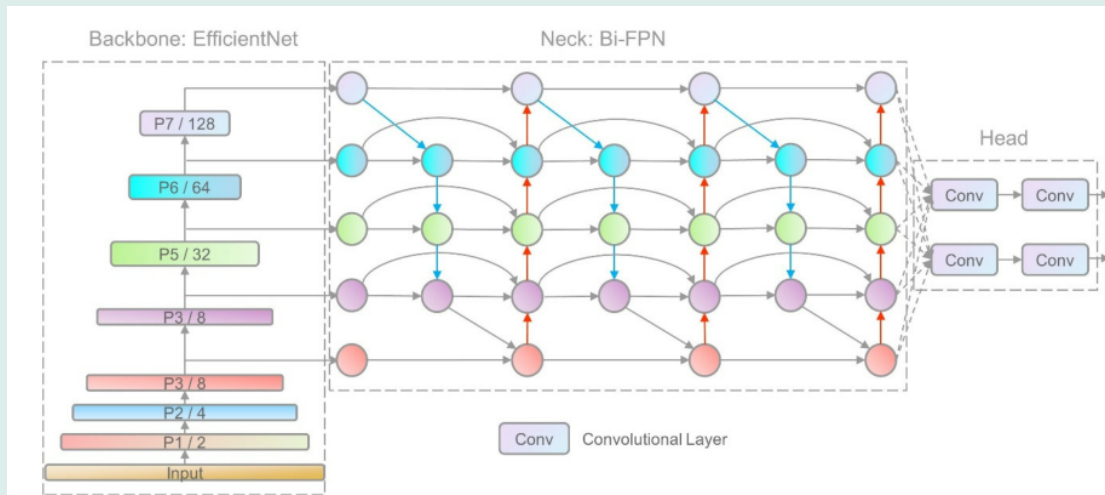 Backbone: EfficientNet
Neck: Bi-FPN
P7 / 128
P6 / 64
P5 / 32
P3 / 8
P3 / 8
P2 / 4
P1 / 2
Input
Head
Conv Conv
Conv Conv
Conv Convolutional Layer